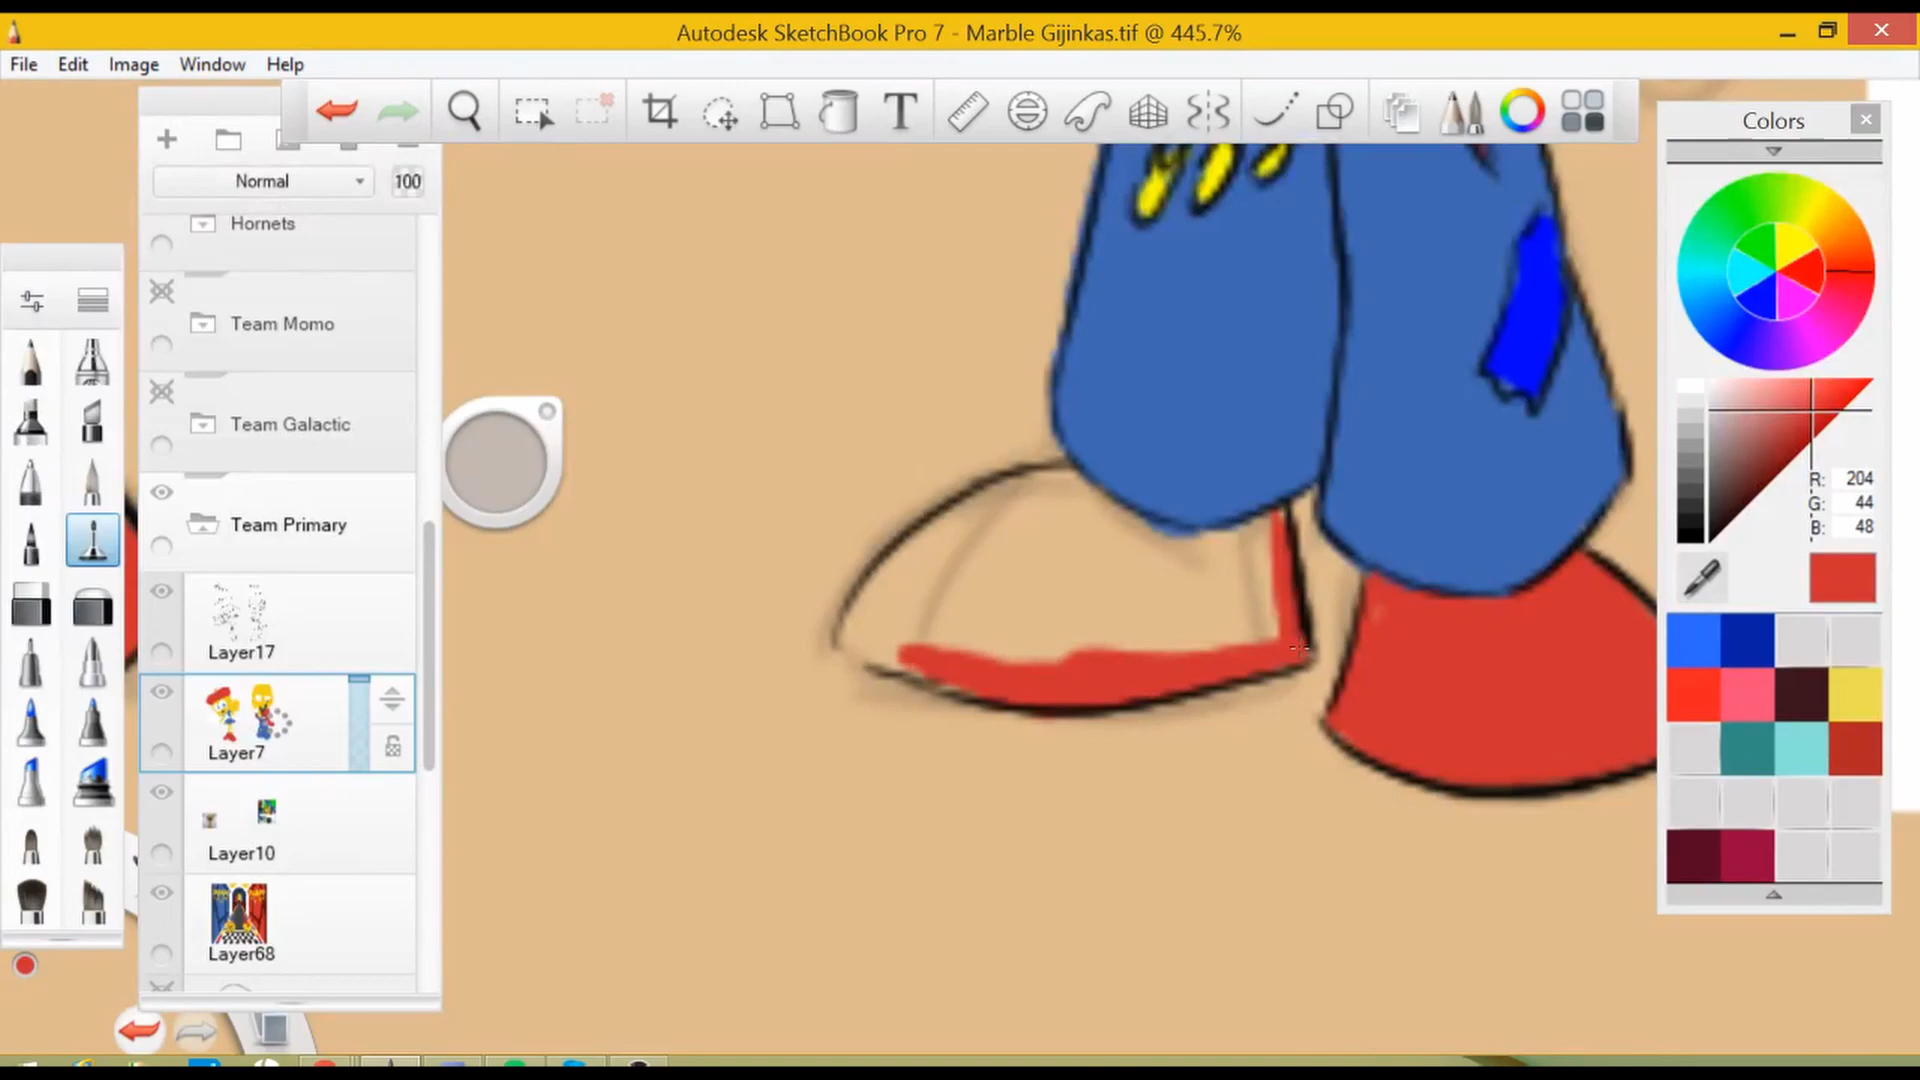 Autodesk SketchBook Pro 7 - Marble Gijinkas.tif @ 445.7%
File Edit Image Window Help
Normal 100
Hornets
Team Momo
Team Galactic
Team Primary
Layer17
Layer7
Layer10
Layer68
Colors
R: 204
G: 44
B: 48